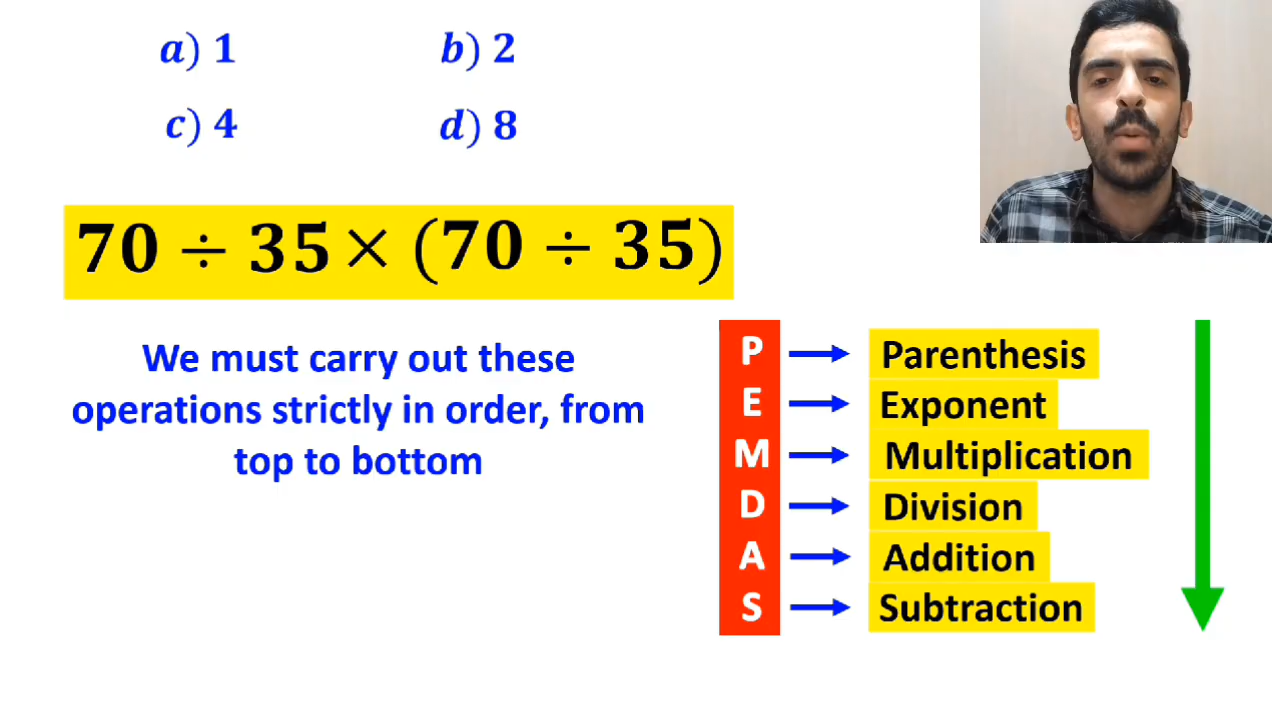 a) 1 b) 2
c) 4 d) 8
70 ÷ 35 × (70 ÷ 35)
We must carry out these
operations strictly in order, from
top to bottom
P Parenthesis
E Exponent
M Multiplication
D Division
A Addition
S Subtraction